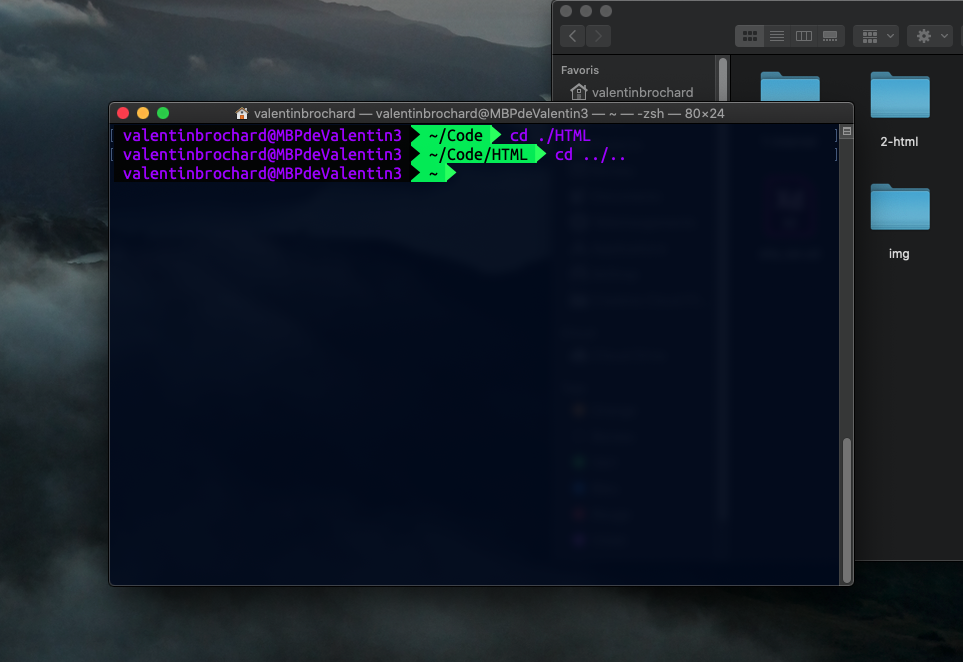 Favoris
valentinbrochard
2-html
img
valentinbrochard — valentinbrochard@MBPdeValentin3 — ~ — -zsh — 80×24
[ valentinbrochard@MBPdeValentin3 ~/Code cd ./HTML ]
[ valentinbrochard@MBPdeValentin3 ~/Code/HTML cd ../.. ]
valentinbrochard@MBPdeValentin3 ~